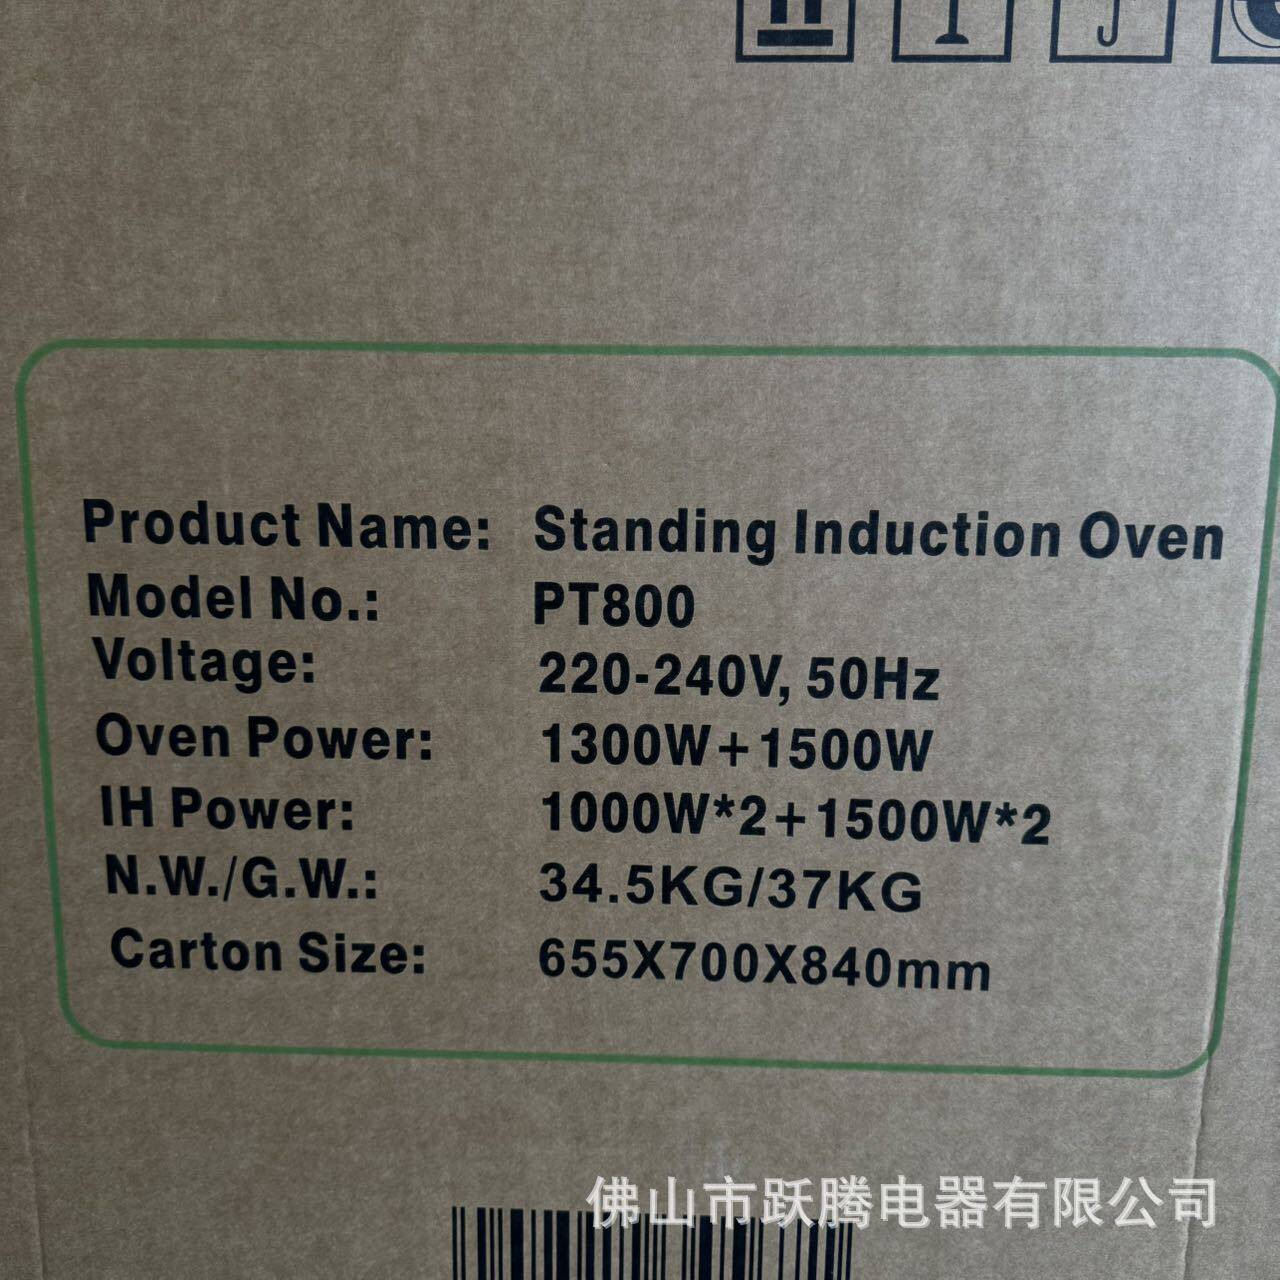 Product Name: Standing Induction Oven
Model No.: PT800
Voltage: 220-240V, 50Hz
Oven Power: 1300W+1500W
IH Power: 1000W*2+1500W*2
N.W./G.W.: 34.5KG/37KG
Carton Size: 655X700X840mm
佛山市跃腾电器有限公司